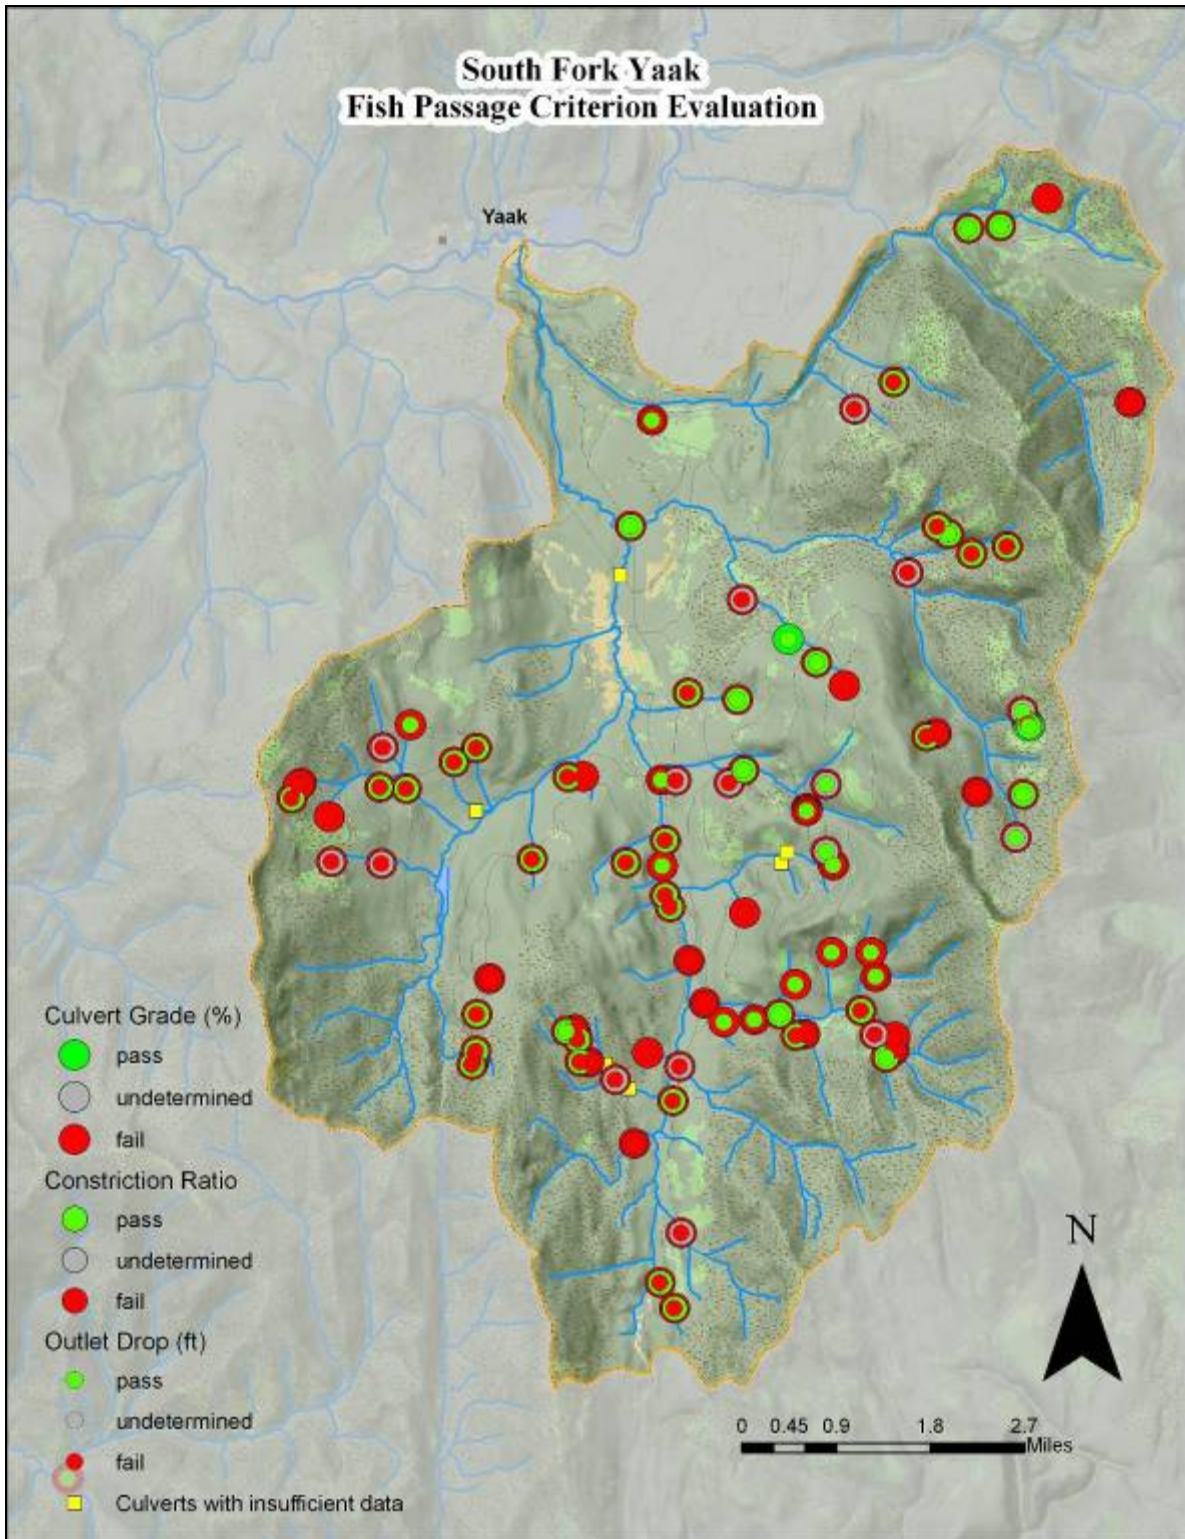 South Fork Yaak
Fish Passage Criterion Evaluation
Yaak
Culvert Grade (%)
pass
undetermined
fail
Constriction Ratio
pass
undetermined
fail
Outlet Drop (ft)
pass
undetermined
fail
Culverts with insufficient data
N
0 0.45 0.9 1.8 2.7
Miles